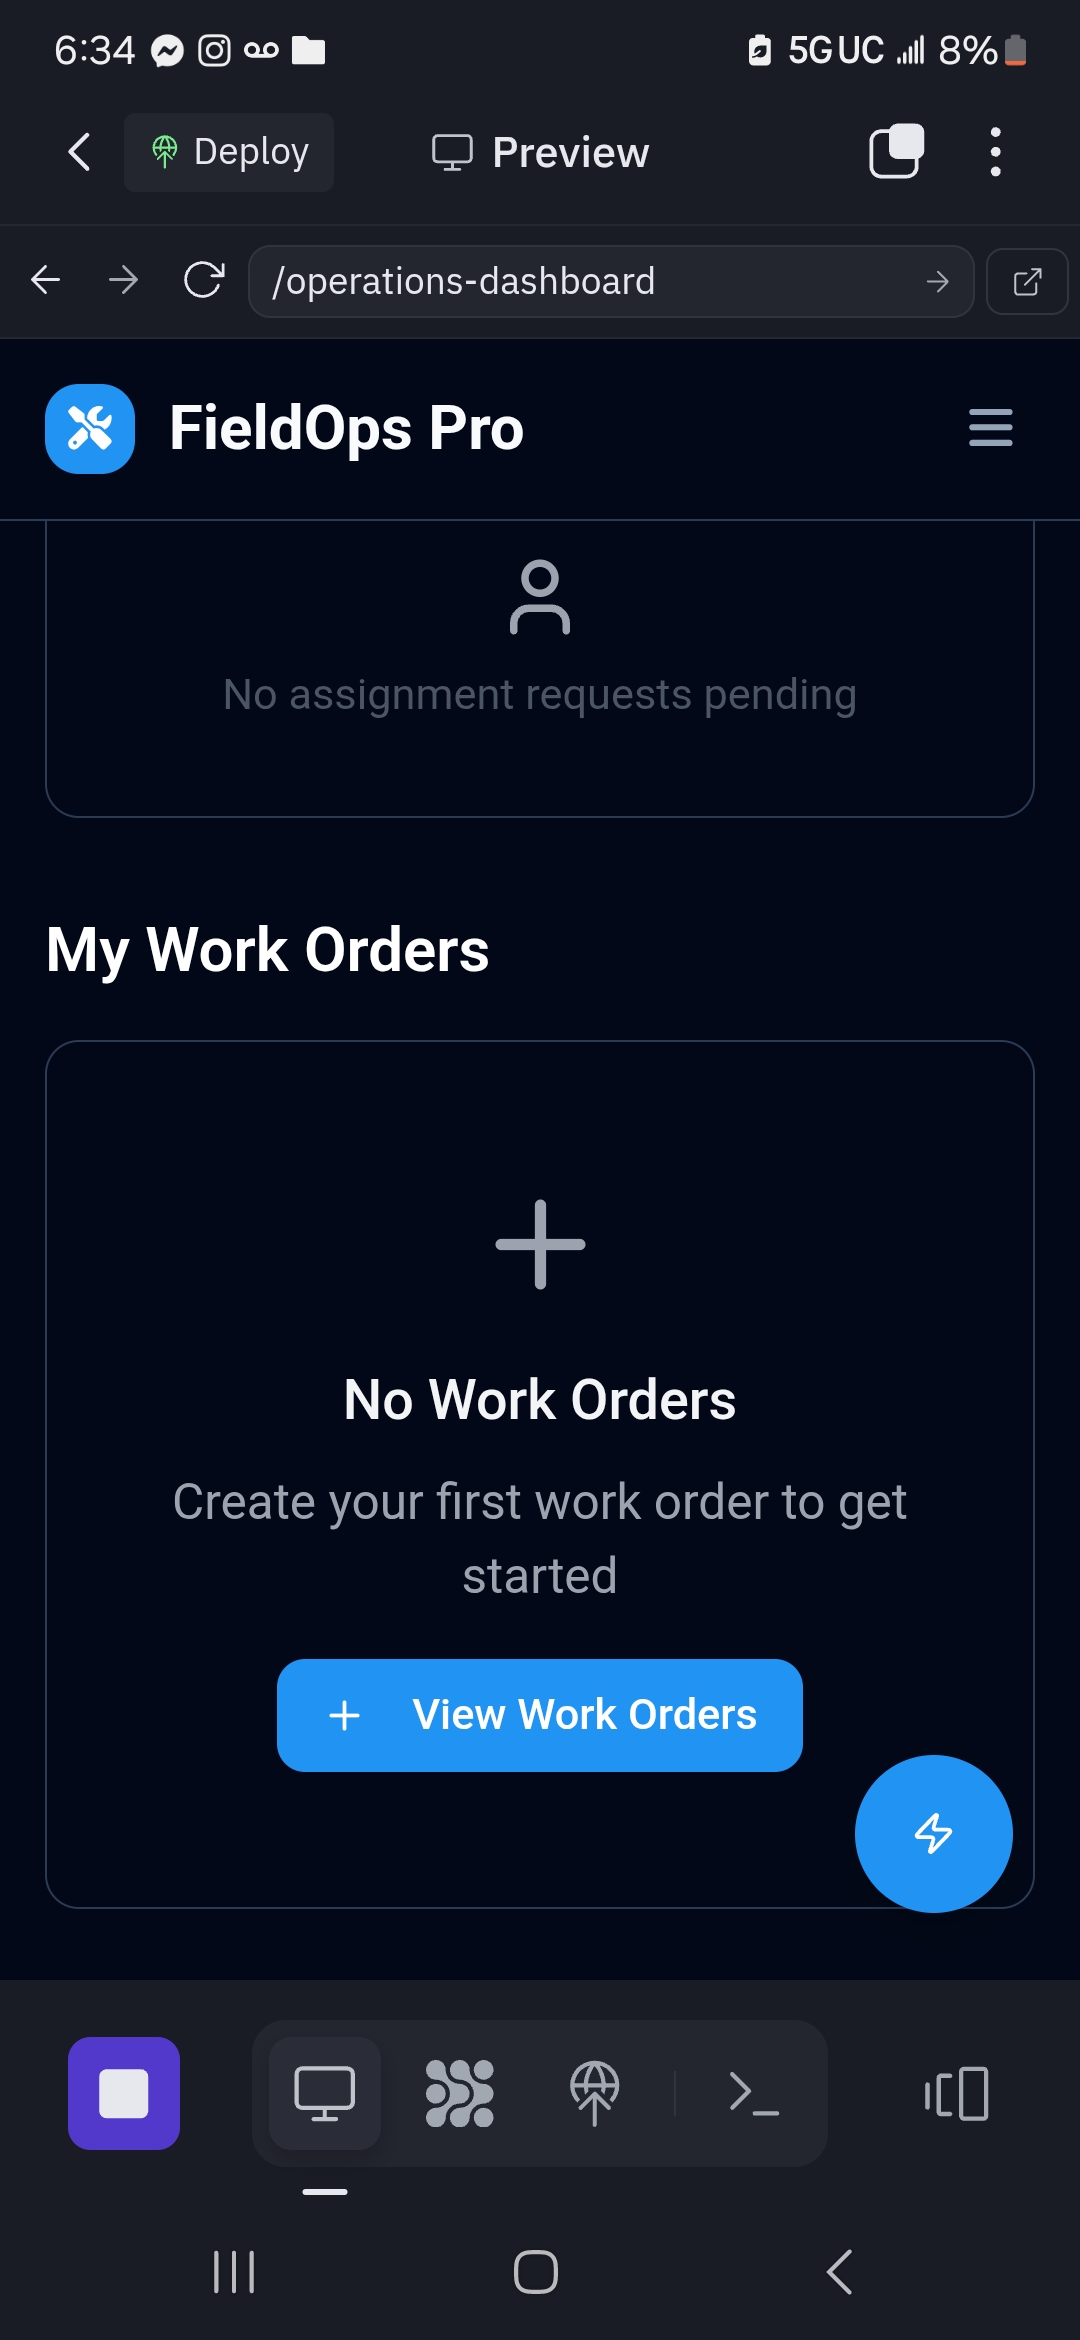 6:34 5G UC 8%
Deploy Preview
/operations-dashboard
FieldOps Pro
No assignment requests pending
My Work Orders
No Work Orders
Create your first work order to get
started
View Work Orders